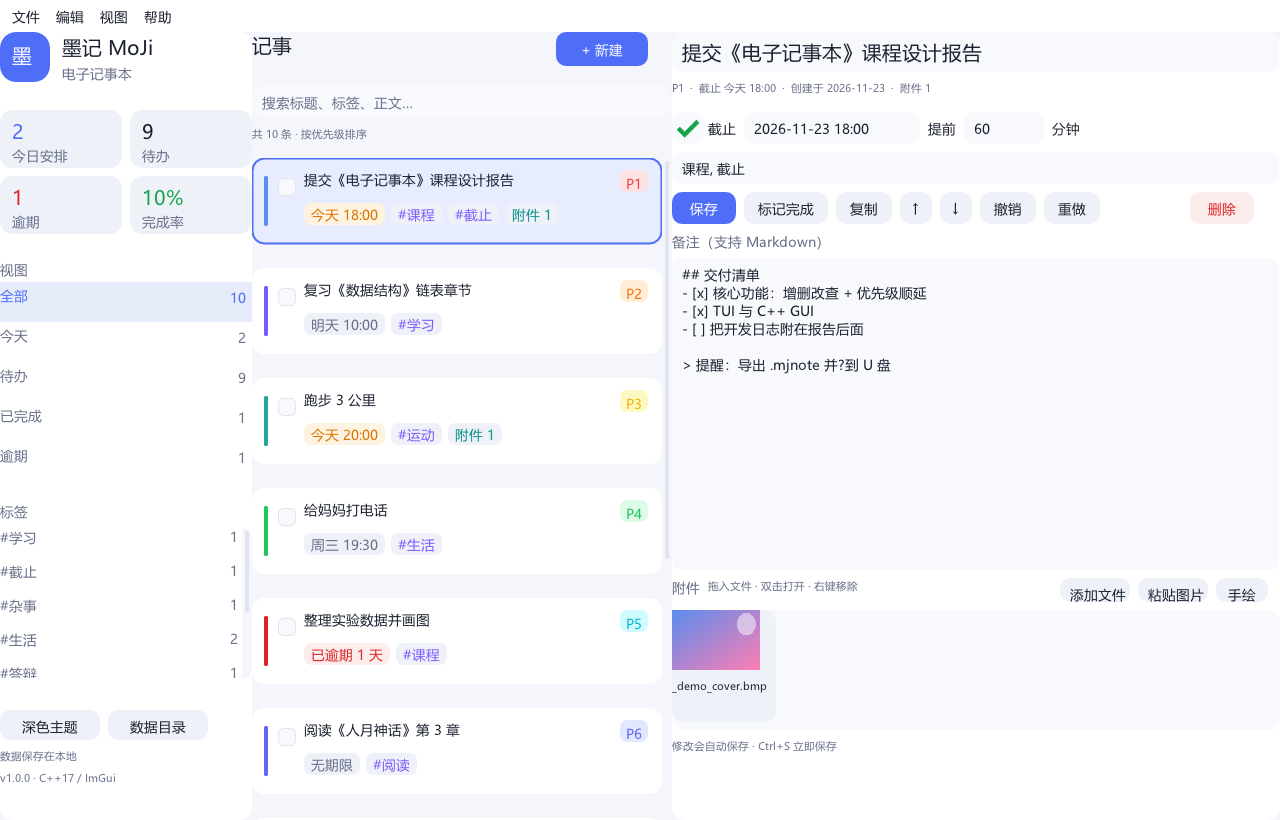 文件 编辑 视图 帮助
墨
墨记 MoJi
电子记事本
2
今日安排
9
待办
1
逾期
10%
完成率
视图
全部 10
今天 2
待办 9
已完成 1
逾期 1
标签
#学习 1
#截止 1
#杂事 1
#生活 2
#答辩 1
深色主题 数据目录
数据保存在本地
v1.0.0 · C++17 / ImGui
记事
+ 新建
搜索标题、标签、正文...
共 10 条 · 按优先级排序
提交《电子记事本》课程设计报告 P1
今天 18:00 #课程 #截止 附件 1
复习《数据结构》链表章节 P2
明天 10:00 #学习
跑步 3 公里 P3
今天 20:00 #运动 附件 1
给妈妈打电话 P4
周三 19:30 #生活
整理实验数据并画图 P5
已逾期 1 天 #课程
阅读《人月神话》第 3 章 P6
无期限 #阅读
提交《电子记事本》课程设计报告
P1 · 截止 今天 18:00 · 创建于 2026-11-23 · 附件 1
截止 2026-11-23 18:00 提前 60 分钟
课程, 截止
保存 标记完成 复制 ↑ ↓ 撤销 重做 删除
备注（支持 Markdown）
## 交付清单
- [x] 核心功能：增删改查 + 优先级顺延
- [x] TUI 与 C++ GUI
- [ ] 把开发日志附在报告后面
> 提醒：导出 .mjnote 并?到 U 盘
附件 拖入文件 · 双击打开 · 右键移除 添加文件 粘贴图片 手绘
_demo_cover.bmp
修改会自动保存 · Ctrl+S 立即保存